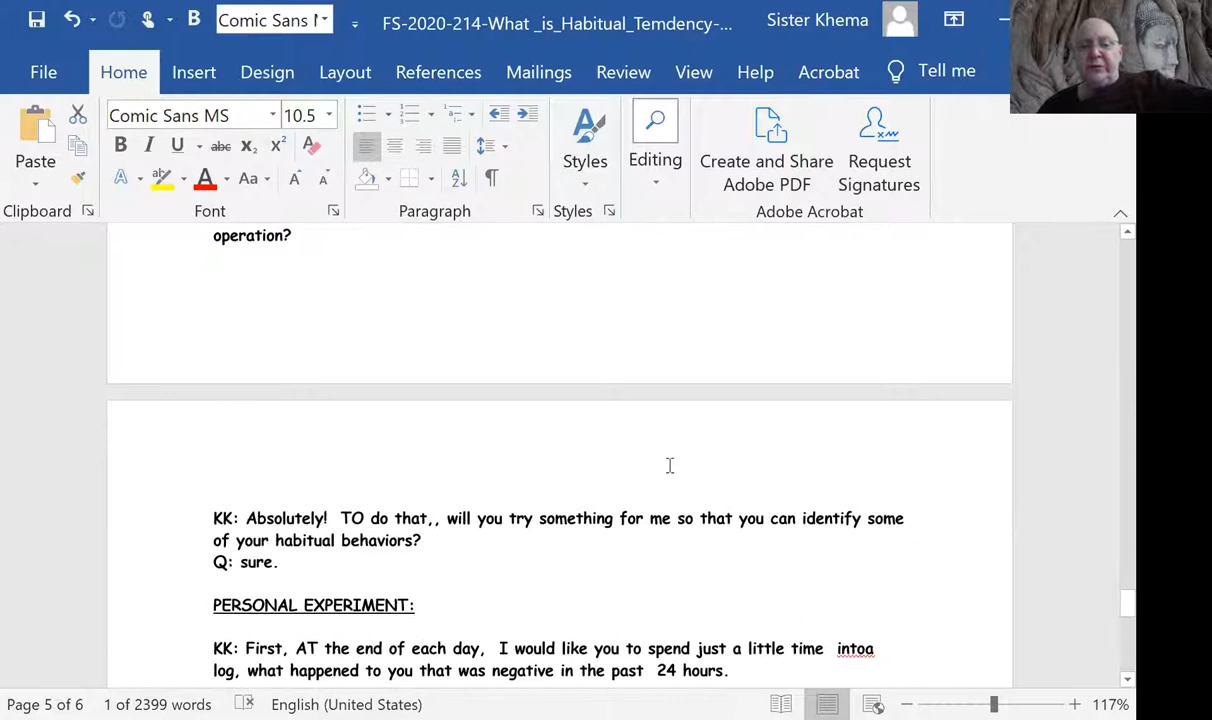 Comic Sans M
FS-2020-214-What _is_Habitual_Temdency-...
Sister Khema
File Home Insert Design Layout References Mailings Review View Help Acrobat Tell me
Comic Sans MS 10.5
B I U abc X₂ X² A
A ab A Aa A A
Paste
Styles
Editing
Create and Share
Adobe PDF
Request
Signatures
Clipboard Font Paragraph Styles Adobe Acrobat
operation?
KK: Absolutely! TO do that,, will you try something for me so that you can identify some
of your habitual behaviors?
Q: sure.
PERSONAL EXPERIMENT:
KK: First, AT the end of each day, I would like you to spend just a little time intoa
log, what happened to you that was negative in the past 24 hours.
Page 5 of 6 1 of 2399 words English (United States) 117%